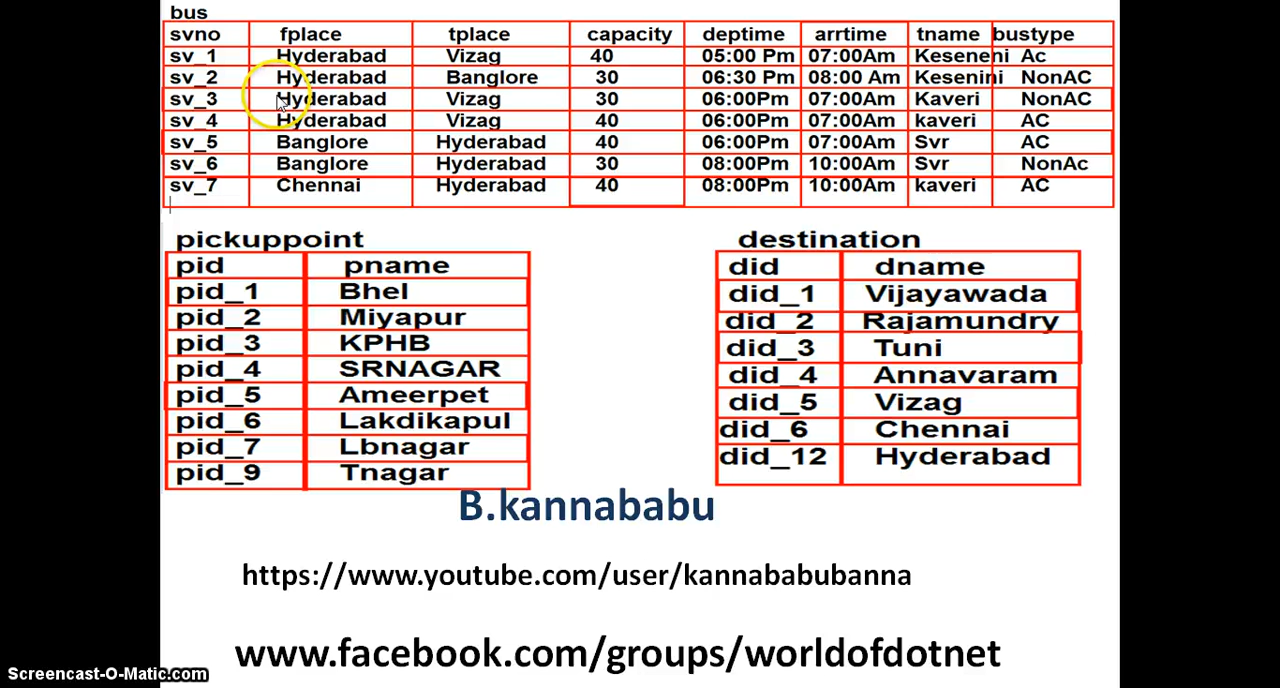 bus
svno fplace tplace capacity deptime arrtime tname bustype
sv_1 Hyderabad Vizag 40 05:00 Pm 07:00Am Keseneni Ac
sv_2 Hyderabad Banglore 30 06:30 Pm 08:00 Am Kesenini NonAC
sv_3 Hyderabad Vizag 30 06:00Pm 07:00Am Kaveri NonAC
sv_4 Hyderabad Vizag 40 06:00Pm 07:00Am kaveri AC
sv_5 Banglore Hyderabad 40 06:00Pm 07:00Am Svr AC
sv_6 Banglore Hyderabad 30 08:00Pm 10:00Am Svr NonAc
sv_7 Chennai Hyderabad 40 08:00Pm 10:00Am kaveri AC
pickuppoint
pid pname
pid_1 Bhel
pid_2 Miyapur
pid_3 KPHB
pid_4 SRNAGAR
pid_5 Ameerpet
pid_6 Lakdikapul
pid_7 Lbnagar
pid_9 Tnagar
destination
did dname
did_1 Vijayawada
did_2 Rajamundry
did_3 Tuni
did_4 Annavaram
did_5 Vizag
did_6 Chennai
did_12 Hyderabad
B.kannababu
https://www.youtube.com/user/kannababubanna
www.facebook.com/groups/worldofdotnet
Screencast-O-Matic.com